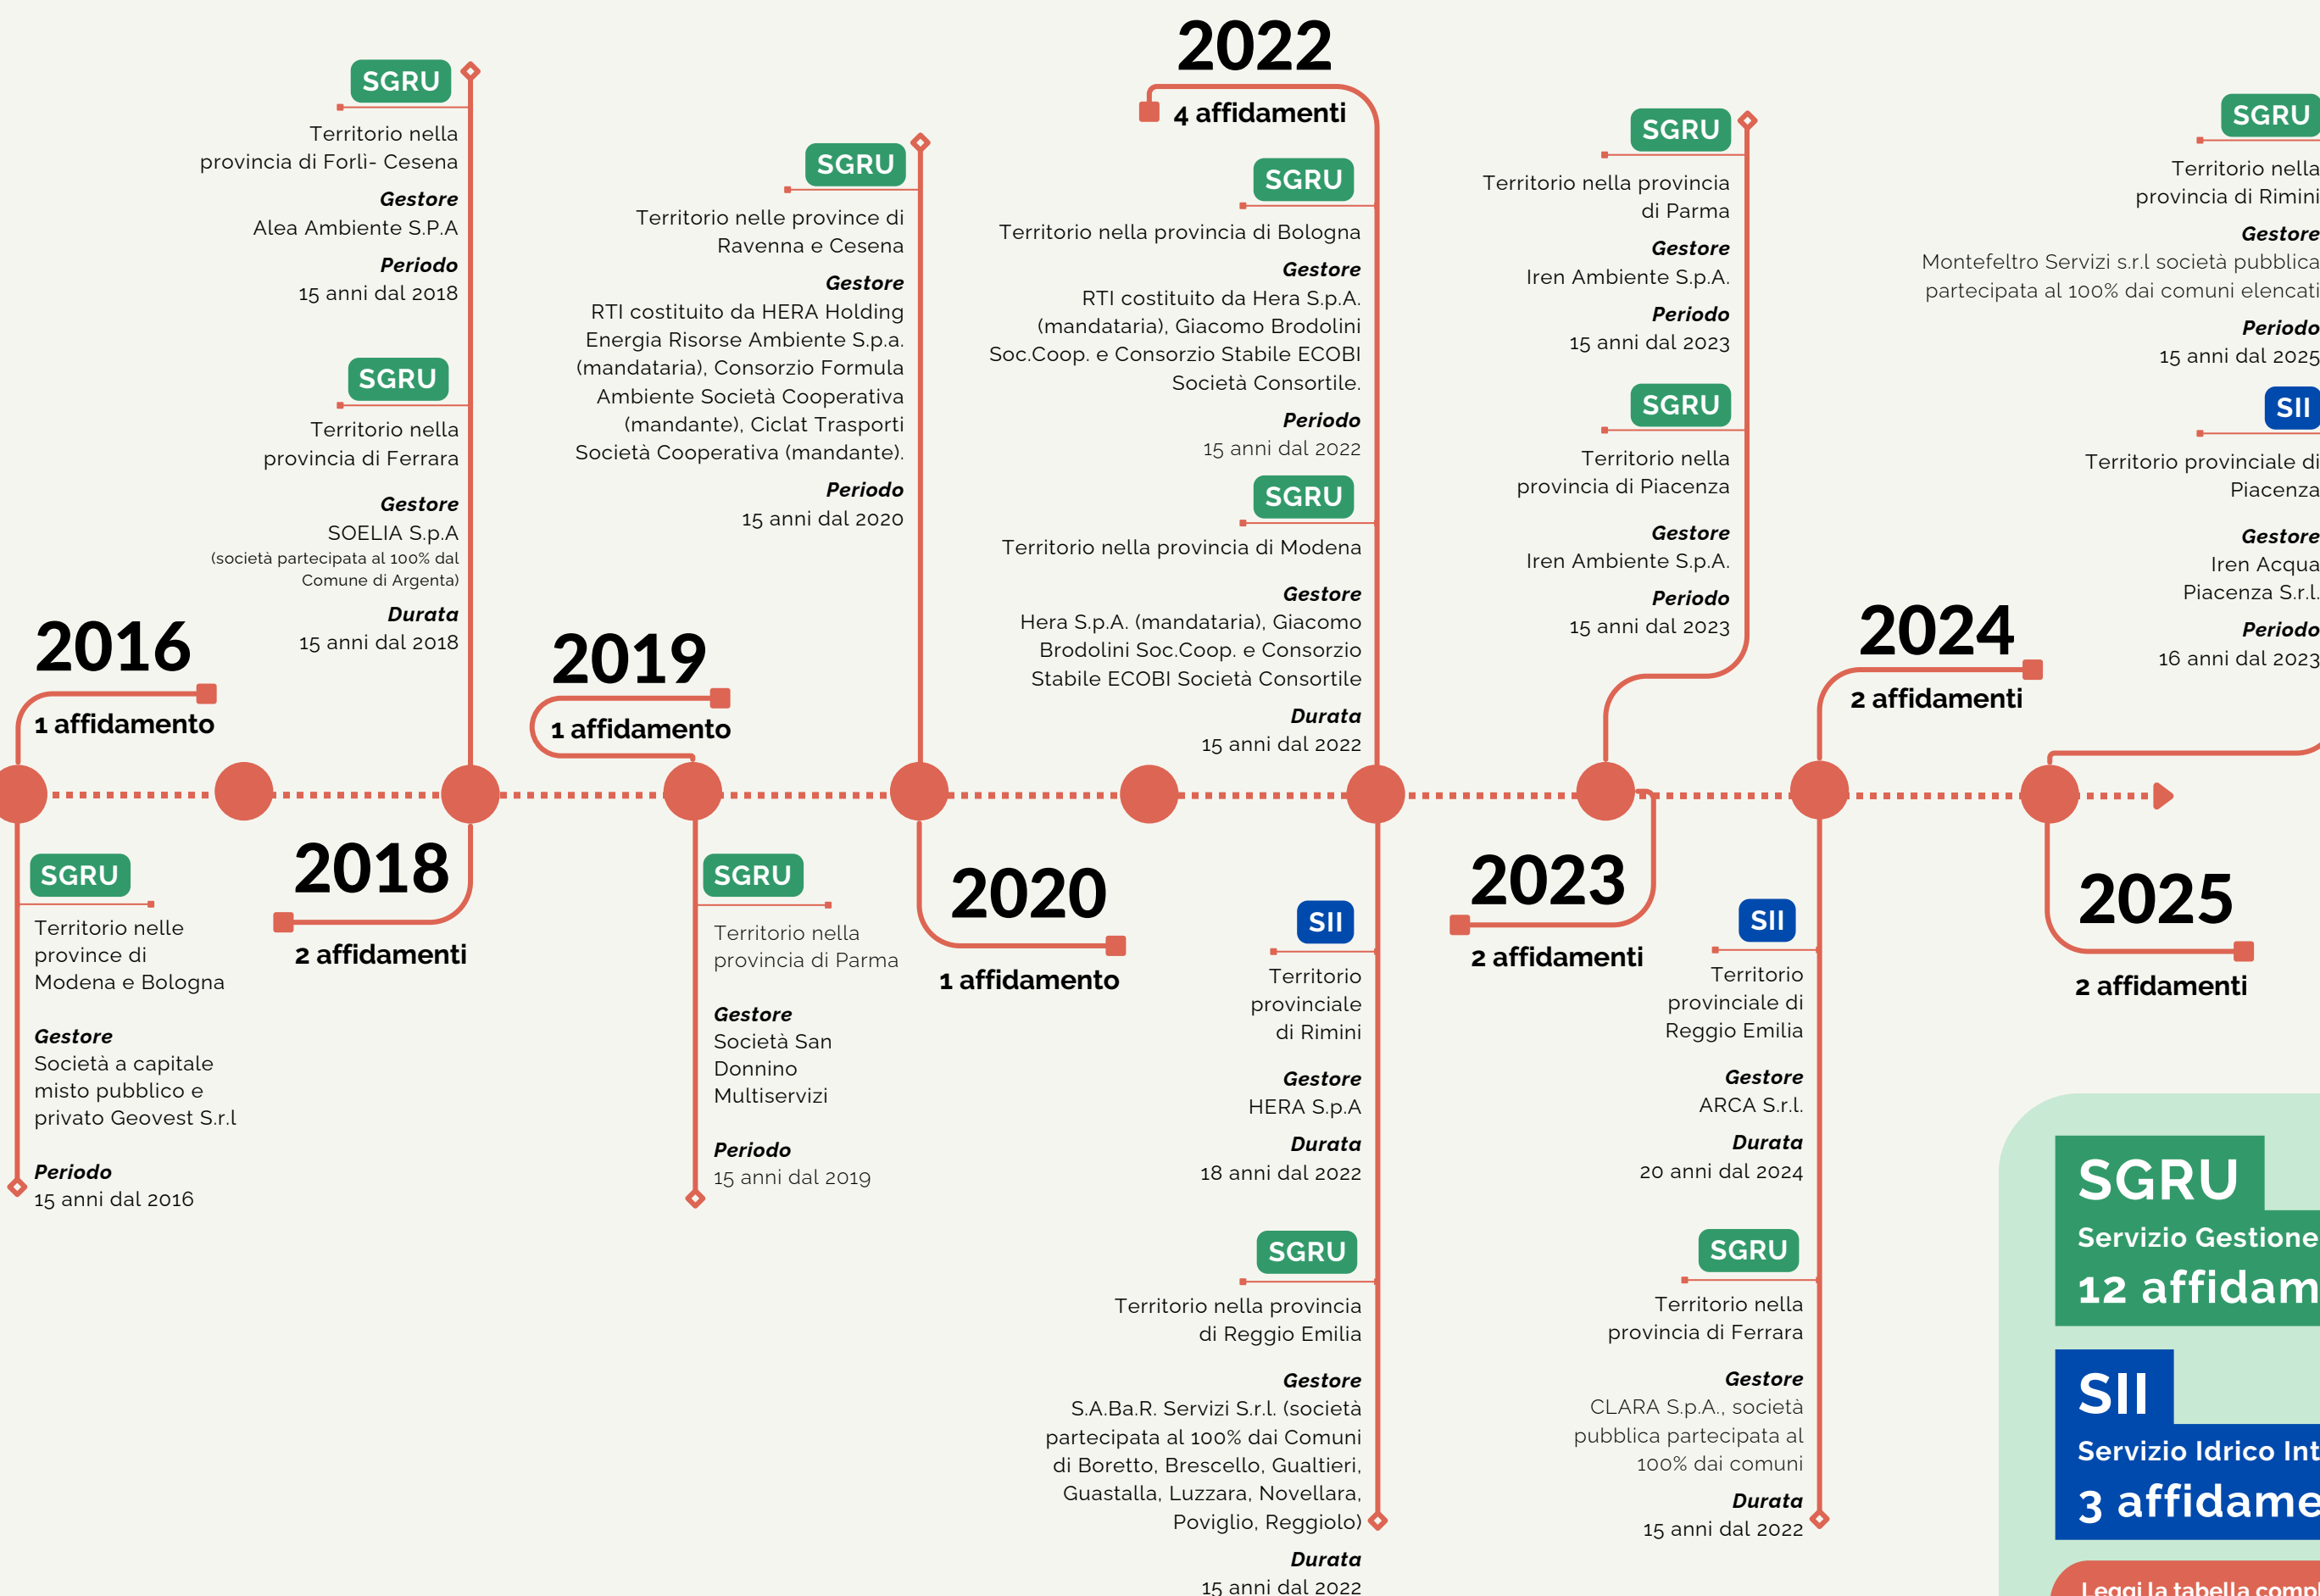 2016
1 affidamento
SGRU
Territorio nelle
province di
Modena e Bologna
Gestore
Società a capitale
misto pubblico e
privato Geovest S.r.l
Periodo
15 anni dal 2016
SGRU
Territorio nella
provincia di Forlì- Cesena
Gestore
Alea Ambiente S.P.A
Periodo
15 anni dal 2018
SGRU
Territorio nella
provincia di Ferrara
Gestore
SOELIA S.p.A
(società partecipata al 100% dal
Comune di Argenta)
Durata
15 anni dal 2018
2018
2 affidamenti
2019
1 affidamento
SGRU
Territorio nella
provincia di Parma
Gestore
Società San
Donnino
Multiservizi
Periodo
15 anni dal 2019
SGRU
Territorio nelle province di
Ravenna e Cesena
Gestore
RTI costituito da HERA Holding
Energia Risorse Ambiente S.p.a.
(mandataria), Consorzio Formula
Ambiente Società Cooperativa
(mandante), Ciclat Trasporti
Società Cooperativa (mandante).
Periodo
15 anni dal 2020
2020
1 affidamento
2022
4 affidamenti
SGRU
Territorio nella provincia di Bologna
Gestore
RTI costituito da Hera S.p.A.
(mandataria), Giacomo Brodolini
Soc.Coop. e Consorzio Stabile ECOBI
Società Consortile.
Periodo
15 anni dal 2022
SGRU
Territorio nella provincia di Modena
Gestore
Hera S.p.A. (mandataria), Giacomo
Brodolini Soc.Coop. e Consorzio
Stabile ECOBI Società Consortile
Durata
15 anni dal 2022
SII
Territorio
provinciale
di Rimini
Gestore
HERA S.p.A
Durata
18 anni dal 2022
SGRU
Territorio nella provincia
di Reggio Emilia
Gestore
S.A.Ba.R. Servizi S.r.l. (società
partecipata al 100% dai Comuni
di Boretto, Brescello, Gualtieri,
Guastalla, Luzzara, Novellara,
Poviglio, Reggiolo)
Durata
15 anni dal 2022
SGRU
Territorio nella provincia
di Parma
Gestore
Iren Ambiente S.p.A.
Periodo
15 anni dal 2023
SGRU
Territorio nella
provincia di Piacenza
Gestore
Iren Ambiente S.p.A.
Periodo
15 anni dal 2023
2023
2 affidamenti
2024
2 affidamenti
SII
Territorio
provinciale di
Reggio Emilia
Gestore
ARCA S.r.l.
Durata
20 anni dal 2024
SGRU
Territorio nella
provincia di Ferrara
Gestore
CLARA S.p.A., società
pubblica partecipata al
100% dai comuni
Durata
15 anni dal 2022
SGRU
Territorio nella
provincia di Rimini
Gestore
Montefeltro Servizi s.r.l società pubblica
partecipata al 100% dai comuni elencati
Periodo
15 anni dal 2025
SII
Territorio provinciale di
Piacenza
Gestore
Iren Acqua
Piacenza S.r.l.
Periodo
16 anni dal 2023
2025
2 affidamenti
SGRU
Servizio Gestione
12 affidam
SII
Servizio Idrico Int
3 affidame
Leggi la tabella comp